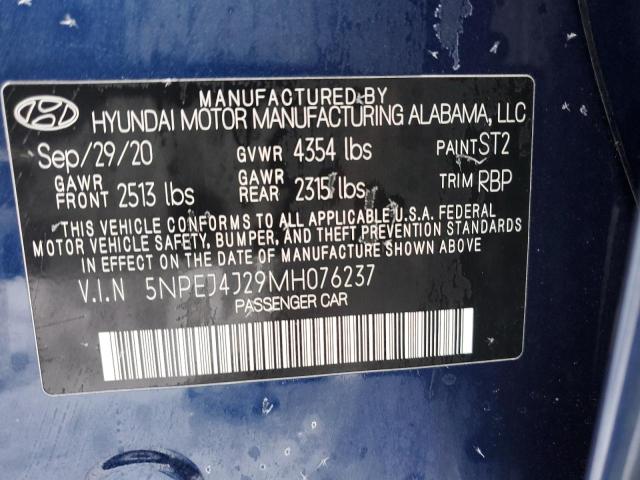 MANUFACTURED BY
HYUNDAI MOTOR MANUFACTURING ALABAMA, LLC
Sep/29/20 GVWR 4354 lbs PAINT ST2
GAWR FRONT 2513 lbs GAWR REAR 2315 lbs TRIM RBP
THIS VEHICLE CONFORMS TO ALL APPLICABLE U.S.A. FEDERAL
MOTOR VEHICLE SAFETY, BUMPER, AND THEFT PREVENTION STANDARDS
IN EFFECT ON THE DATE OF MANUFACTURE SHOWN ABOVE
V.I.N 5NPEJ4J29MH076237
PASSENGER CAR